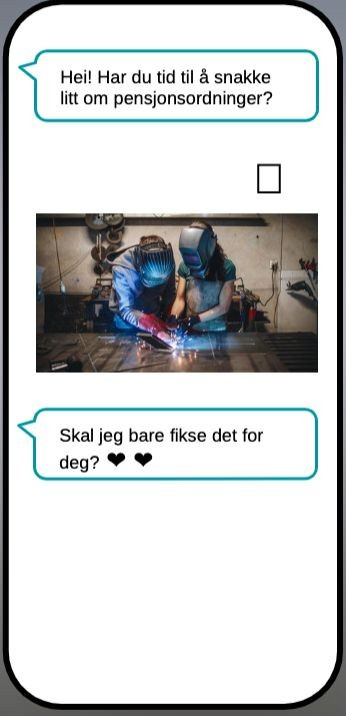 Hei! Har du tid til å snakke
litt om pensjonsordninger?
Skal jeg bare fikse det for
deg? ❤ ❤